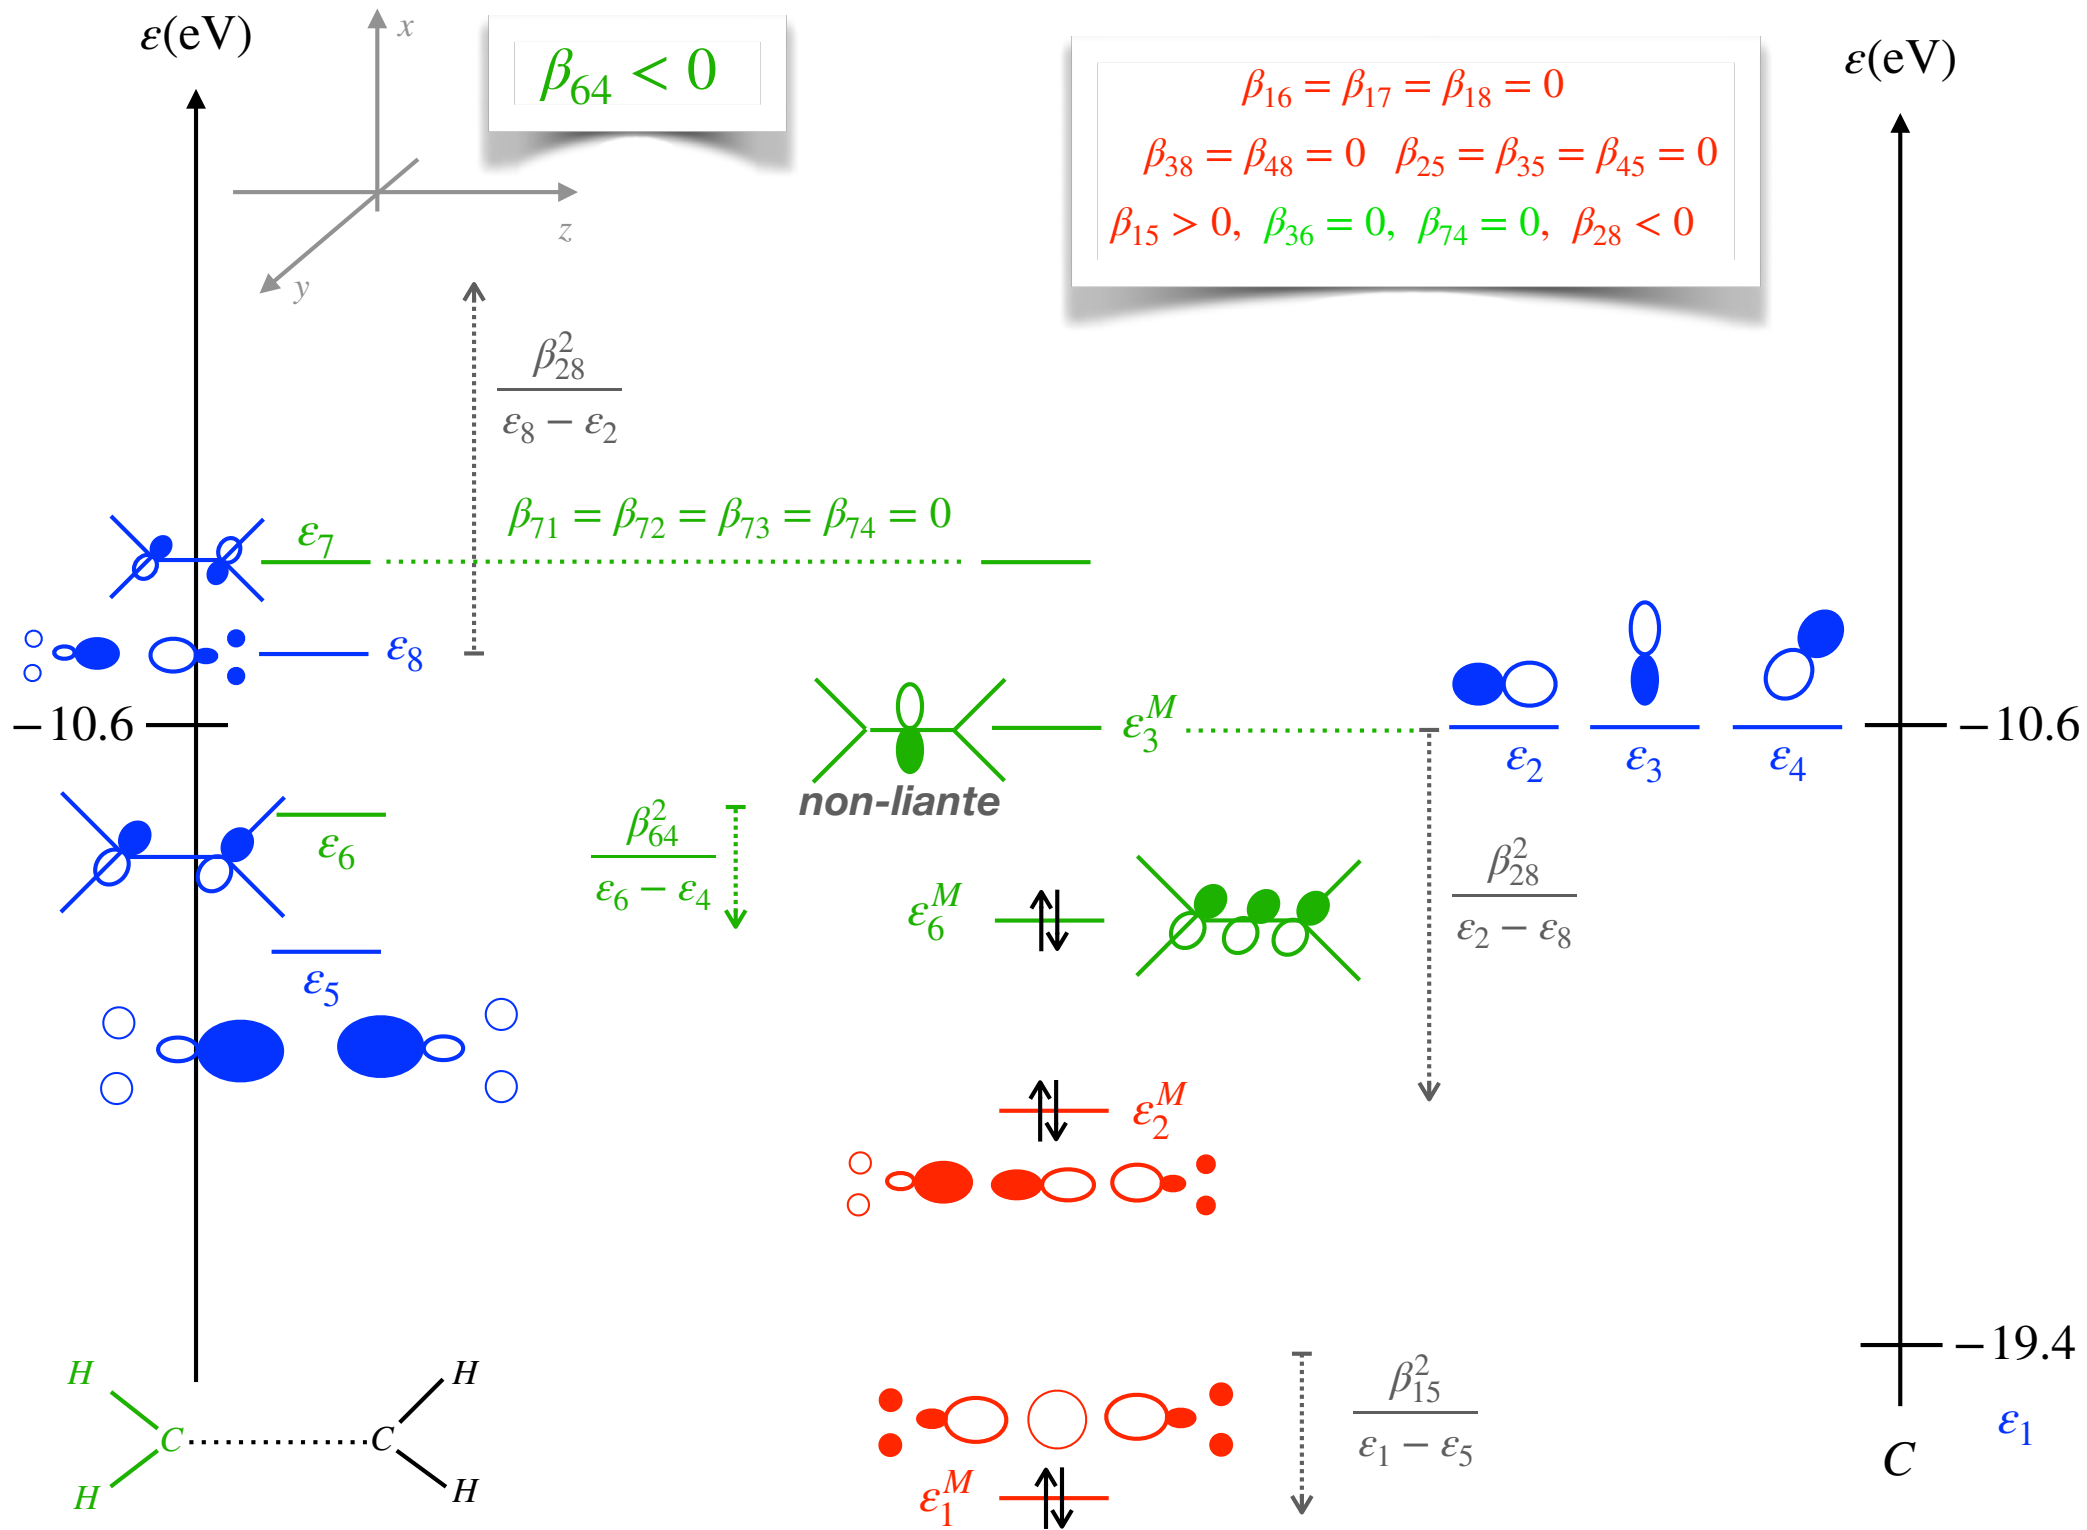 ε(eV)
x
z
y
β₆₄ < 0
β₁₆ = β₁₇ = β₁₈ = 0
β₃₈ = β₄₈ = 0 β₂₅ = β₃₅ = β₄₅ = 0
β₁₅ > 0, β₃₆ = 0, β₇₄ = 0, β₂₈ < 0
ε(eV)
β₂₈²
ε₈ − ε₂
β₇₁ = β₇₂ = β₇₃ = β₇₄ = 0
ε₇
ε₈
−10.6
ε₆
ε₅
β₆₄²
ε₆ − ε₄
ε₃ᴹ
non-liante
ε₆ᴹ
ε₂ᴹ
ε₂
ε₃
ε₄
−10.6
β₂₈²
ε₂ − ε₈
β₁₅²
ε₁ − ε₅
ε₁ᴹ
−19.4
ε₁
C
H
H
C
C
H
H